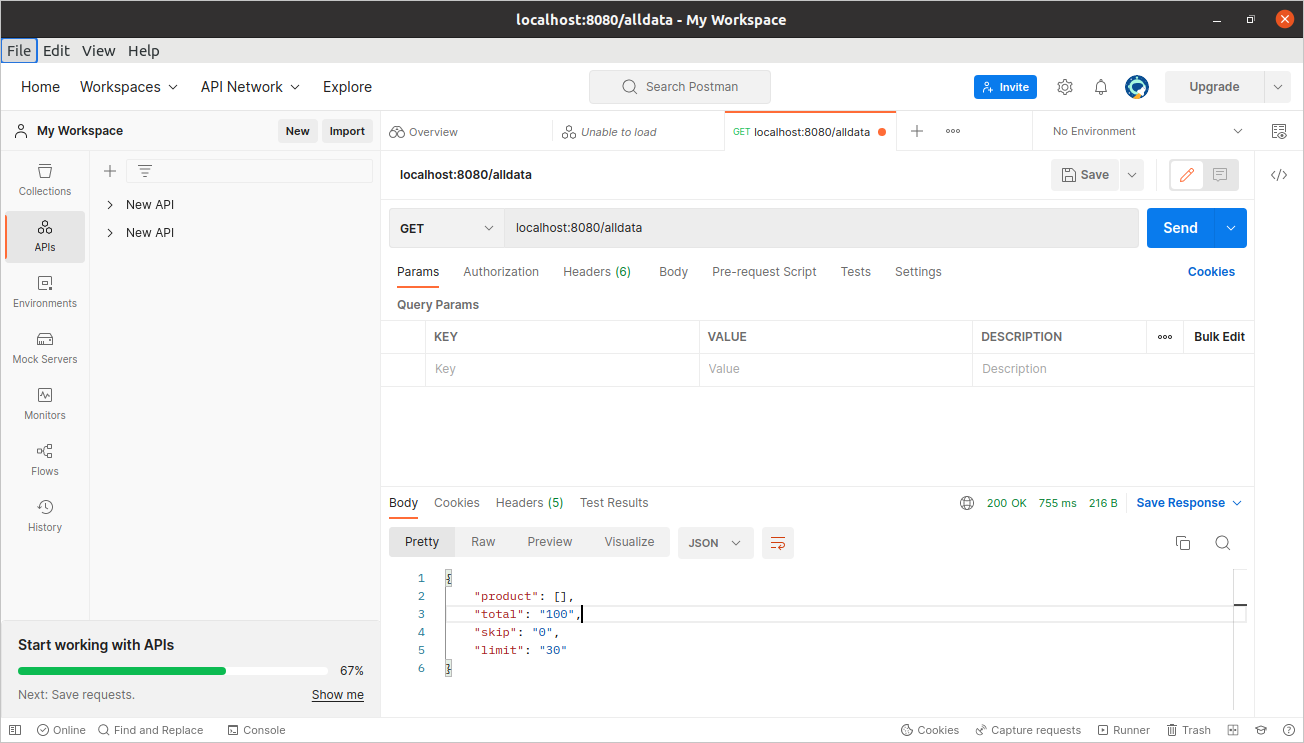 localhost:8080/alldata - My Workspace
File Edit View Help
Home Workspaces API Network Explore Search Postman Invite Upgrade
My Workspace New Import Overview Unable to load GET localhost:8080/alldata No Environment
localhost:8080/alldata Save
Collections
New API
APIs
New API
GET localhost:8080/alldata Send
Params Authorization Headers (6) Body Pre-request Script Tests Settings Cookies
Environments
Query Params
KEY VALUE DESCRIPTION Bulk Edit
Mock Servers
Key Value Description
Monitors
Flows
History
Body Cookies Headers (5) Test Results 200 OK 755 ms 216 B Save Response
Pretty Raw Preview Visualize JSON
1 {
2 "product": [],
3 "total": "100",
4 "skip": "0",
5 "limit": "30"
6 }
Start working with APIs
67%
Next: Save requests. Show me
Online Find and Replace Console Cookies Capture requests Runner Trash